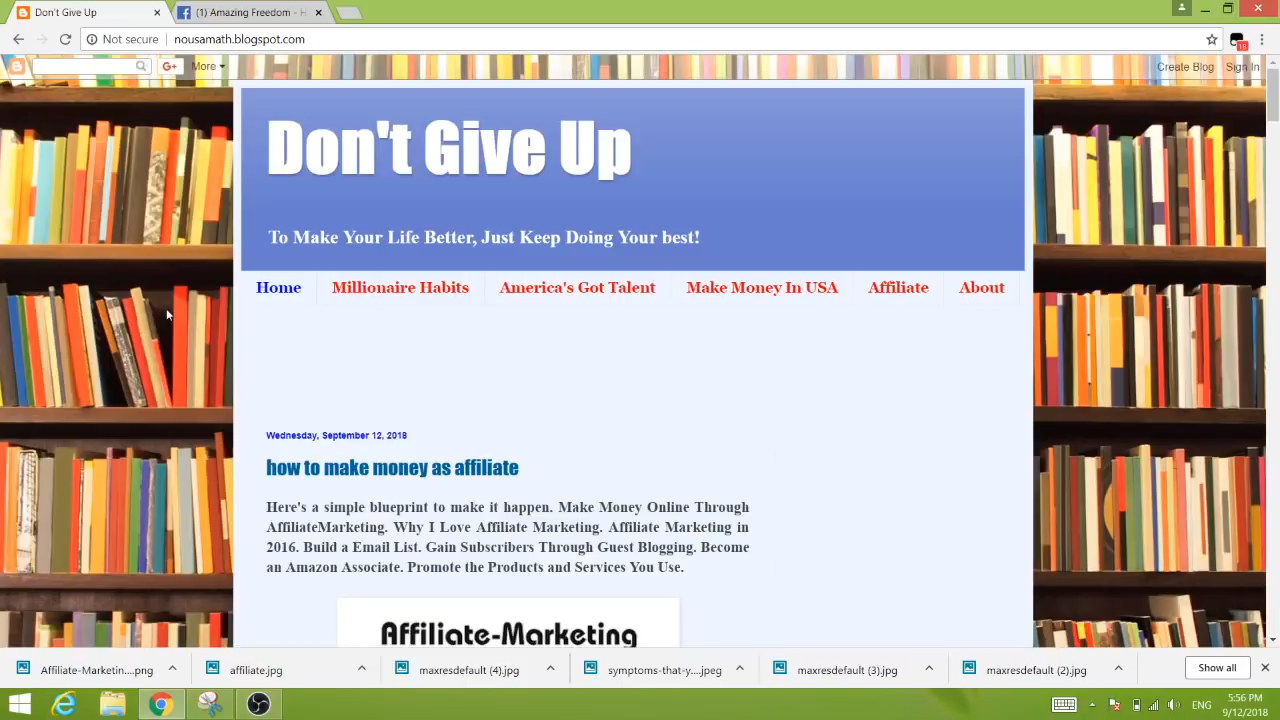 Don't Give Up
(1) Amazing Freedom - H
Not secure
nousamath.blogspot.com
18
G+
More
Create Blog
Sign In
Don't Give Up
To Make Your Life Better, Just Keep Doing Your best!
Home
Millionaire Habits
America's Got Talent
Make Money In USA
Affiliate
About
Wednesday, September 12, 2018
how to make money as affiliate
Here's a simple blueprint to make it happen. Make Money Online Through
AffiliateMarketing. Why I Love Affiliate Marketing. Affiliate Marketing in
2016. Build a Email List. Gain Subscribers Through Guest Blogging. Become
an Amazon Associate. Promote the Products and Services You Use.
Affiliate-Marketing
Affiliate-Marketin....png
affiliate.jpg
maxresdefault (4).jpg
symptoms-that-y....jpeg
maxresdefault (3).jpg
maxresdefault (2).jpg
Show all
ENG
5:56 PM
9/12/2018